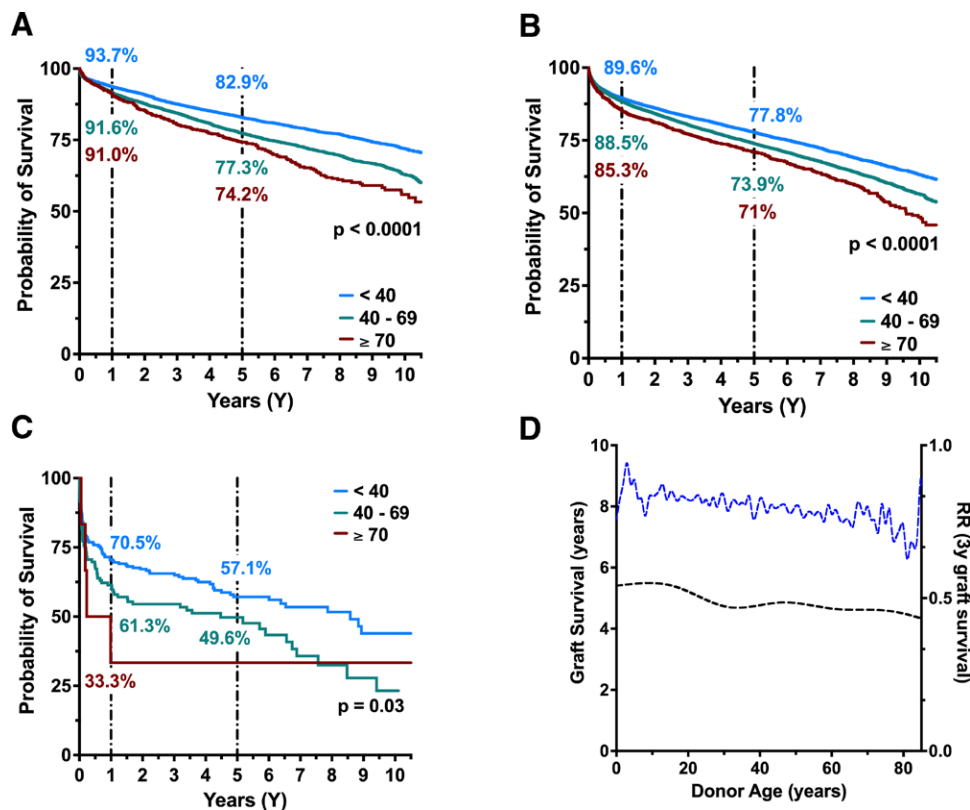 A
93.7%
82.9%
91.6%
91.0%
77.3%
74.2%
p < 0.0001
< 40
40 - 69
≥ 70
Probability of Survival
100
75
50
25
0
0 1 2 3 4 5 6 7 8 9 10
Years (Y)
B
89.6%
77.8%
88.5%
85.3%
73.9%
71%
p < 0.0001
< 40
40 - 69
≥ 70
Probability of Survival
100
75
50
25
0
0 1 2 3 4 5 6 7 8 9 10
Years (Y)
C
< 40
40 - 69
≥ 70
70.5%
57.1%
61.3%
49.6%
33.3%
p = 0.03
Probability of Survival
100
75
50
25
0
0 1 2 3 4 5 6 7 8 9 10
Years (Y)
D
Graft Survival (years)
10
8
6
4
2
0
0 20 40 60 80
Donor Age (years)
1.0
0.5
0.0
RR (3y graft
survival)